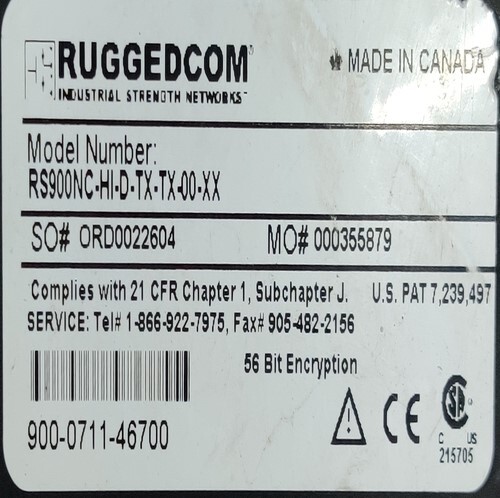 RUGGEDCOM
INDUSTRIAL STRENGTH NETWORKS
MADE IN CANADA
Model Number:
RS900NC-HI-D-TX-TX-00-XX
SO# ORD0022604 MO# 000355879
Complies with 21 CFR Chapter 1, Subchapter J. U.S. PAT 7,239,497
SERVICE: Tel# 1-866-922-7975, Fax# 905-482-2156
56 Bit Encryption
900-0711-46700
CE
C US
215705